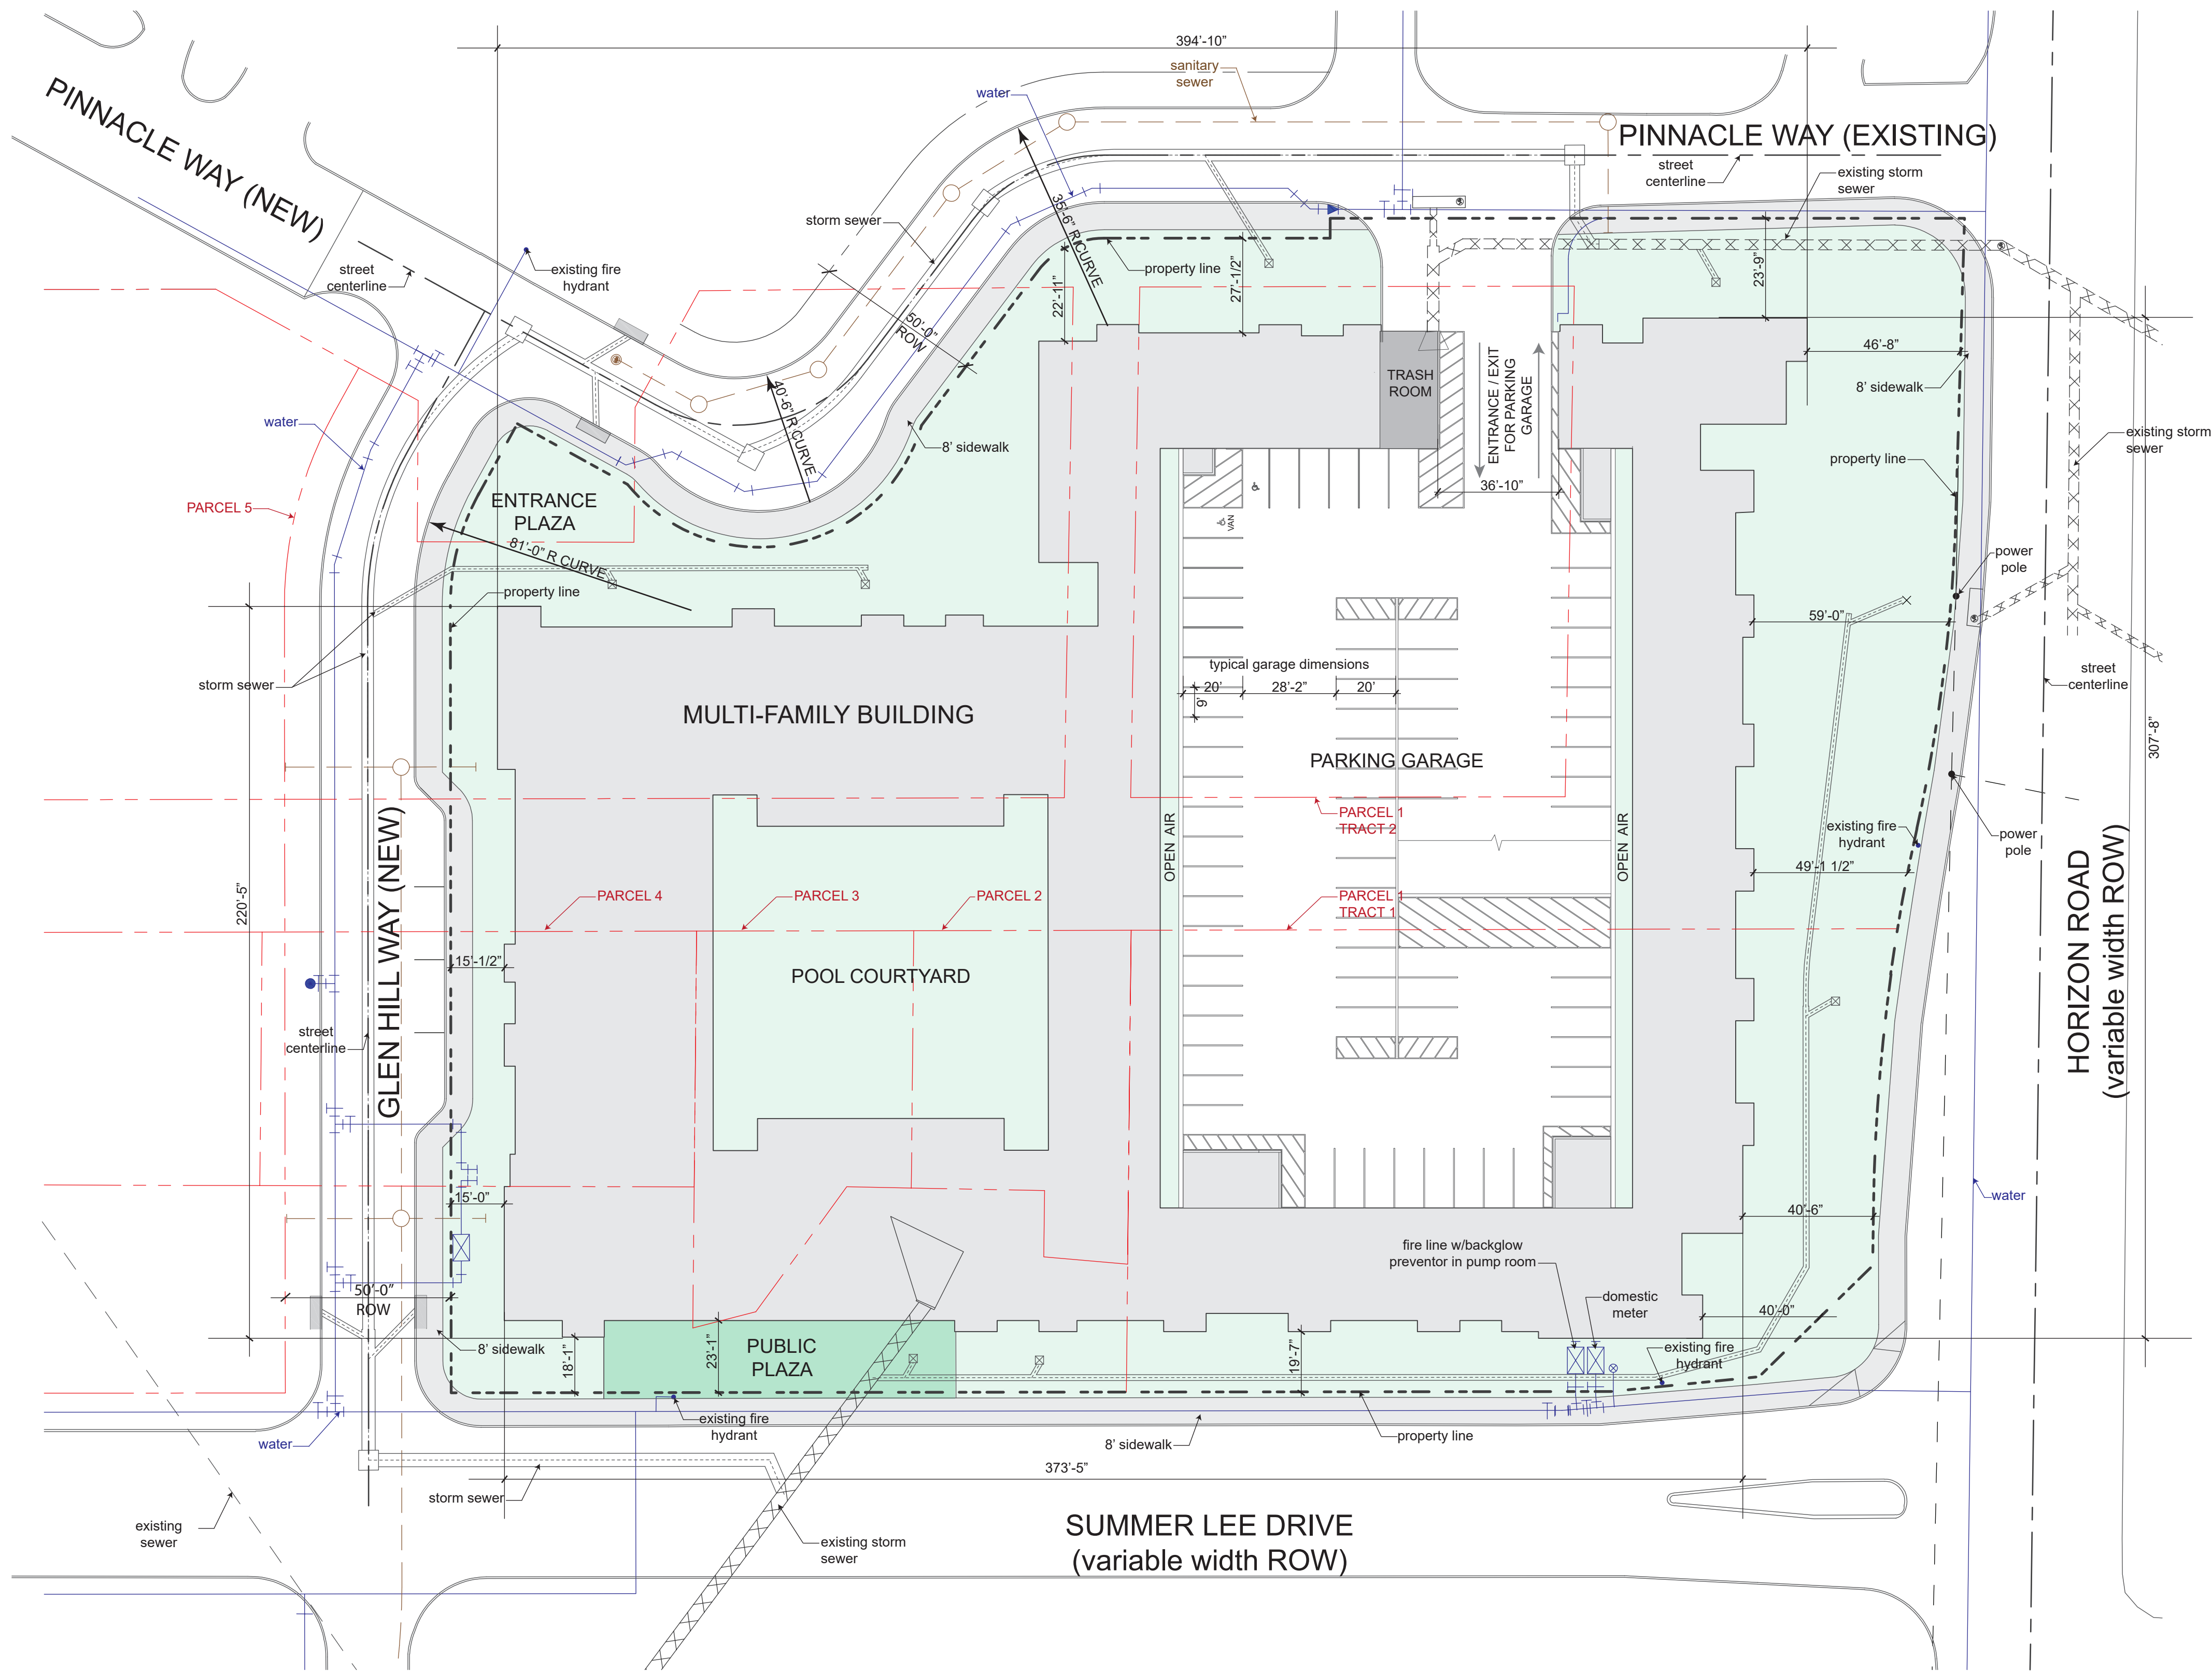 394'-10"
sanitary
sewer
water
PINNACLE WAY (NEW)
PINNACLE WAY (EXISTING)
street
centerline
existing storm
sewer
storm sewer
35'-6" R CURVE
street
centerline
existing fire
hydrant
property line
22'-11"
27'-1/2"
23'-9"
50'-0"
ROW
46'-8"
8' sidewalk
TRASH
ROOM
ENTRANCE / EXIT
FOR PARKING
GARAGE
40'-6" R CURVE
water
8' sidewalk
existing storm
sewer
property line
36'-10"
PARCEL 5
ENTRANCE
PLAZA
VAN
81'-0" R CURVE
power
pole
property line
59'-0"
typical garage dimensions
20'
28'-2"
20'
9'
street
centerline
storm sewer
MULTI-FAMILY BUILDING
307'-8"
PARKING GARAGE
PARCEL 1
TRACT 2
OPEN AIR
OPEN AIR
existing fire
hydrant
power
pole
49'-1 1/2"
220'-5"
GLEN HILL WAY (NEW)
PARCEL 4
PARCEL 3
PARCEL 2
PARCEL 1
TRACT 1
HORIZON ROAD
(variable width ROW)
15'-1/2"
POOL COURTYARD
street
centerline
15'-0"
water
40'-6"
fire line w/backglow
preventor in pump room
50'-0"
ROW
domestic
meter
40'-0"
8' sidewalk
18'-1"
23'-1"
PUBLIC
PLAZA
19'-7"
existing fire
hydrant
existing fire
hydrant
water
8' sidewalk
property line
373'-5"
storm sewer
existing
sewer
existing storm
sewer
SUMMER LEE DRIVE
(variable width ROW)